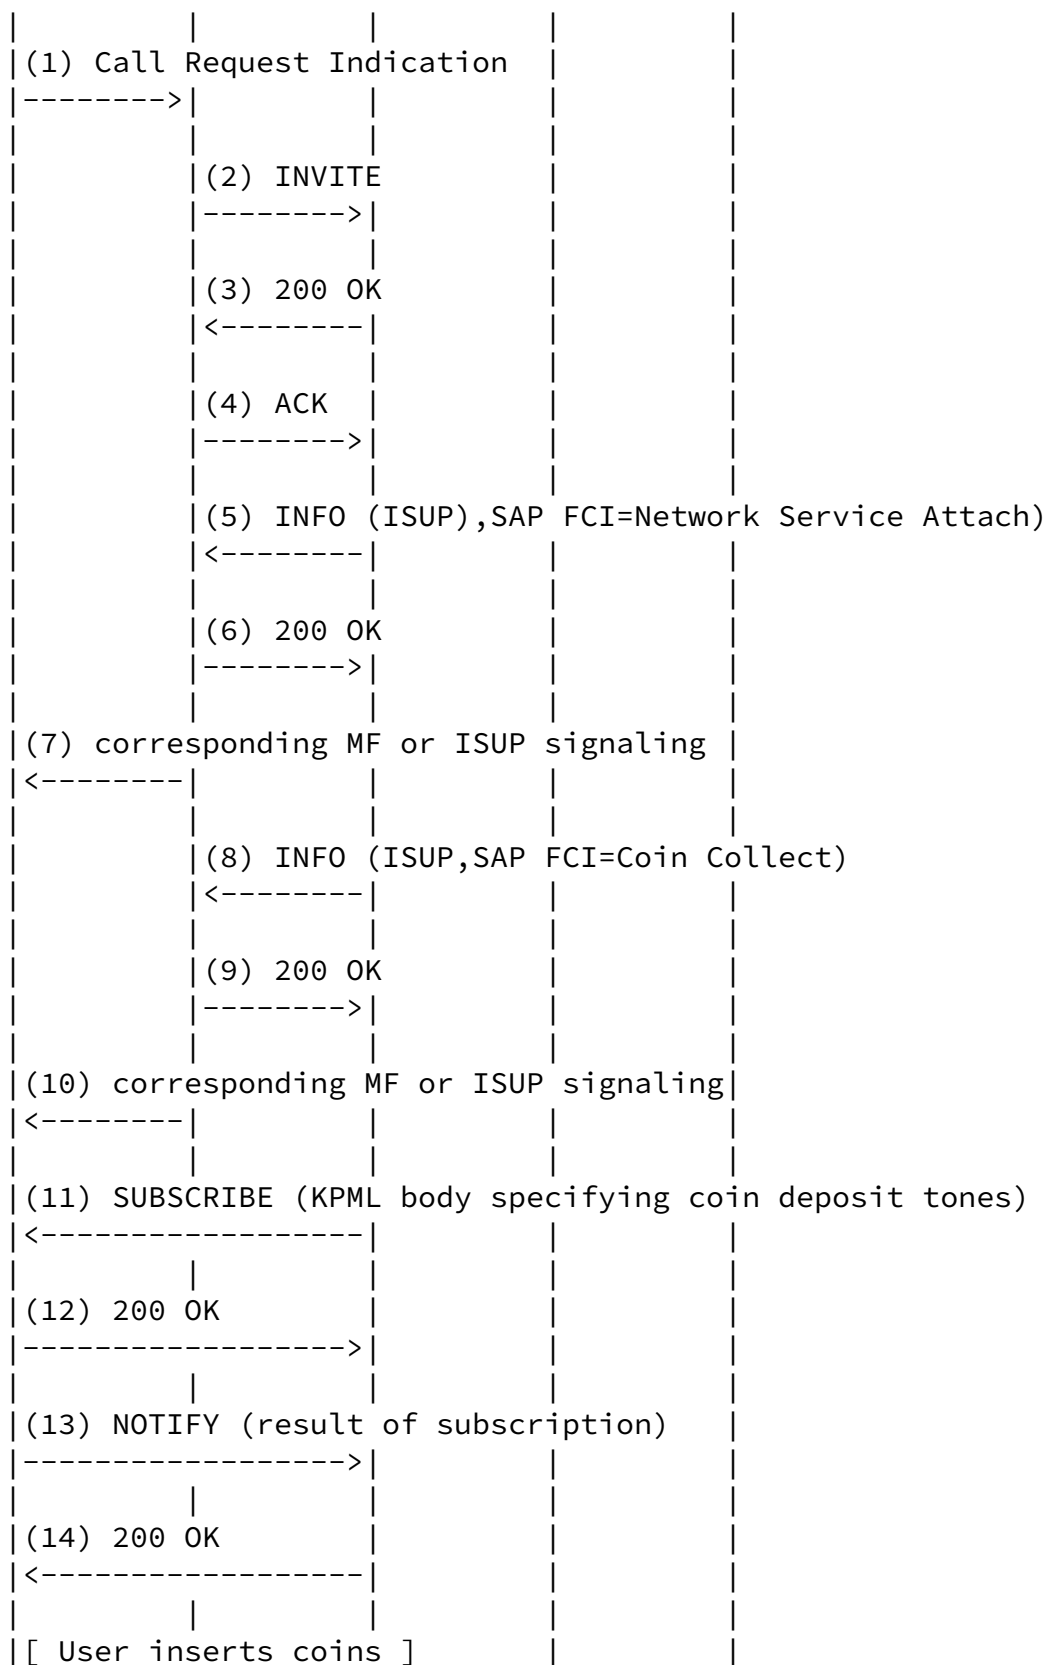 (1) Call Request Indication
-------->
(2) INVITE
-------->
(3) 200 OK
<--------
(4) ACK
-------->
(5) INFO (ISUP),SAP FCI=Network Service Attach)
<--------
(6) 200 OK
-------->
(7) corresponding MF or ISUP signaling
<--------
(8) INFO (ISUP,SAP FCI=Coin Collect)
<--------
(9) 200 OK
-------->
(10) corresponding MF or ISUP signaling
<--------
(11) SUBSCRIBE (KPML body specifying coin deposit tones)
<------------------
(12) 200 OK
------------------>
(13) NOTIFY (result of subscription)
------------------>
(14) 200 OK
<------------------
[ User inserts coins ]